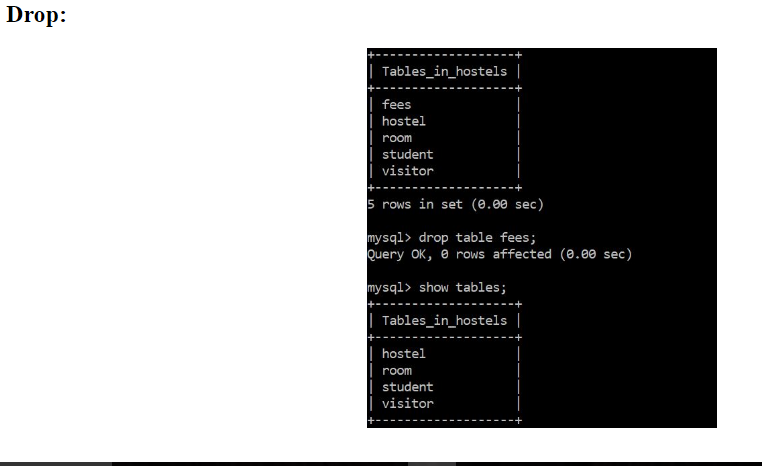 Drop:
+-------------------+
| Tables_in_hostels |
+-------------------+
| fees              |
| hostel            |
| room              |
| student           |
| visitor           |
+-------------------+
5 rows in set (0.00 sec)
mysql> drop table fees;
Query OK, 0 rows affected (0.00 sec)
mysql> show tables;
+-------------------+
| Tables_in_hostels |
+-------------------+
| hostel            |
| room              |
| student           |
| visitor           |
+-------------------+